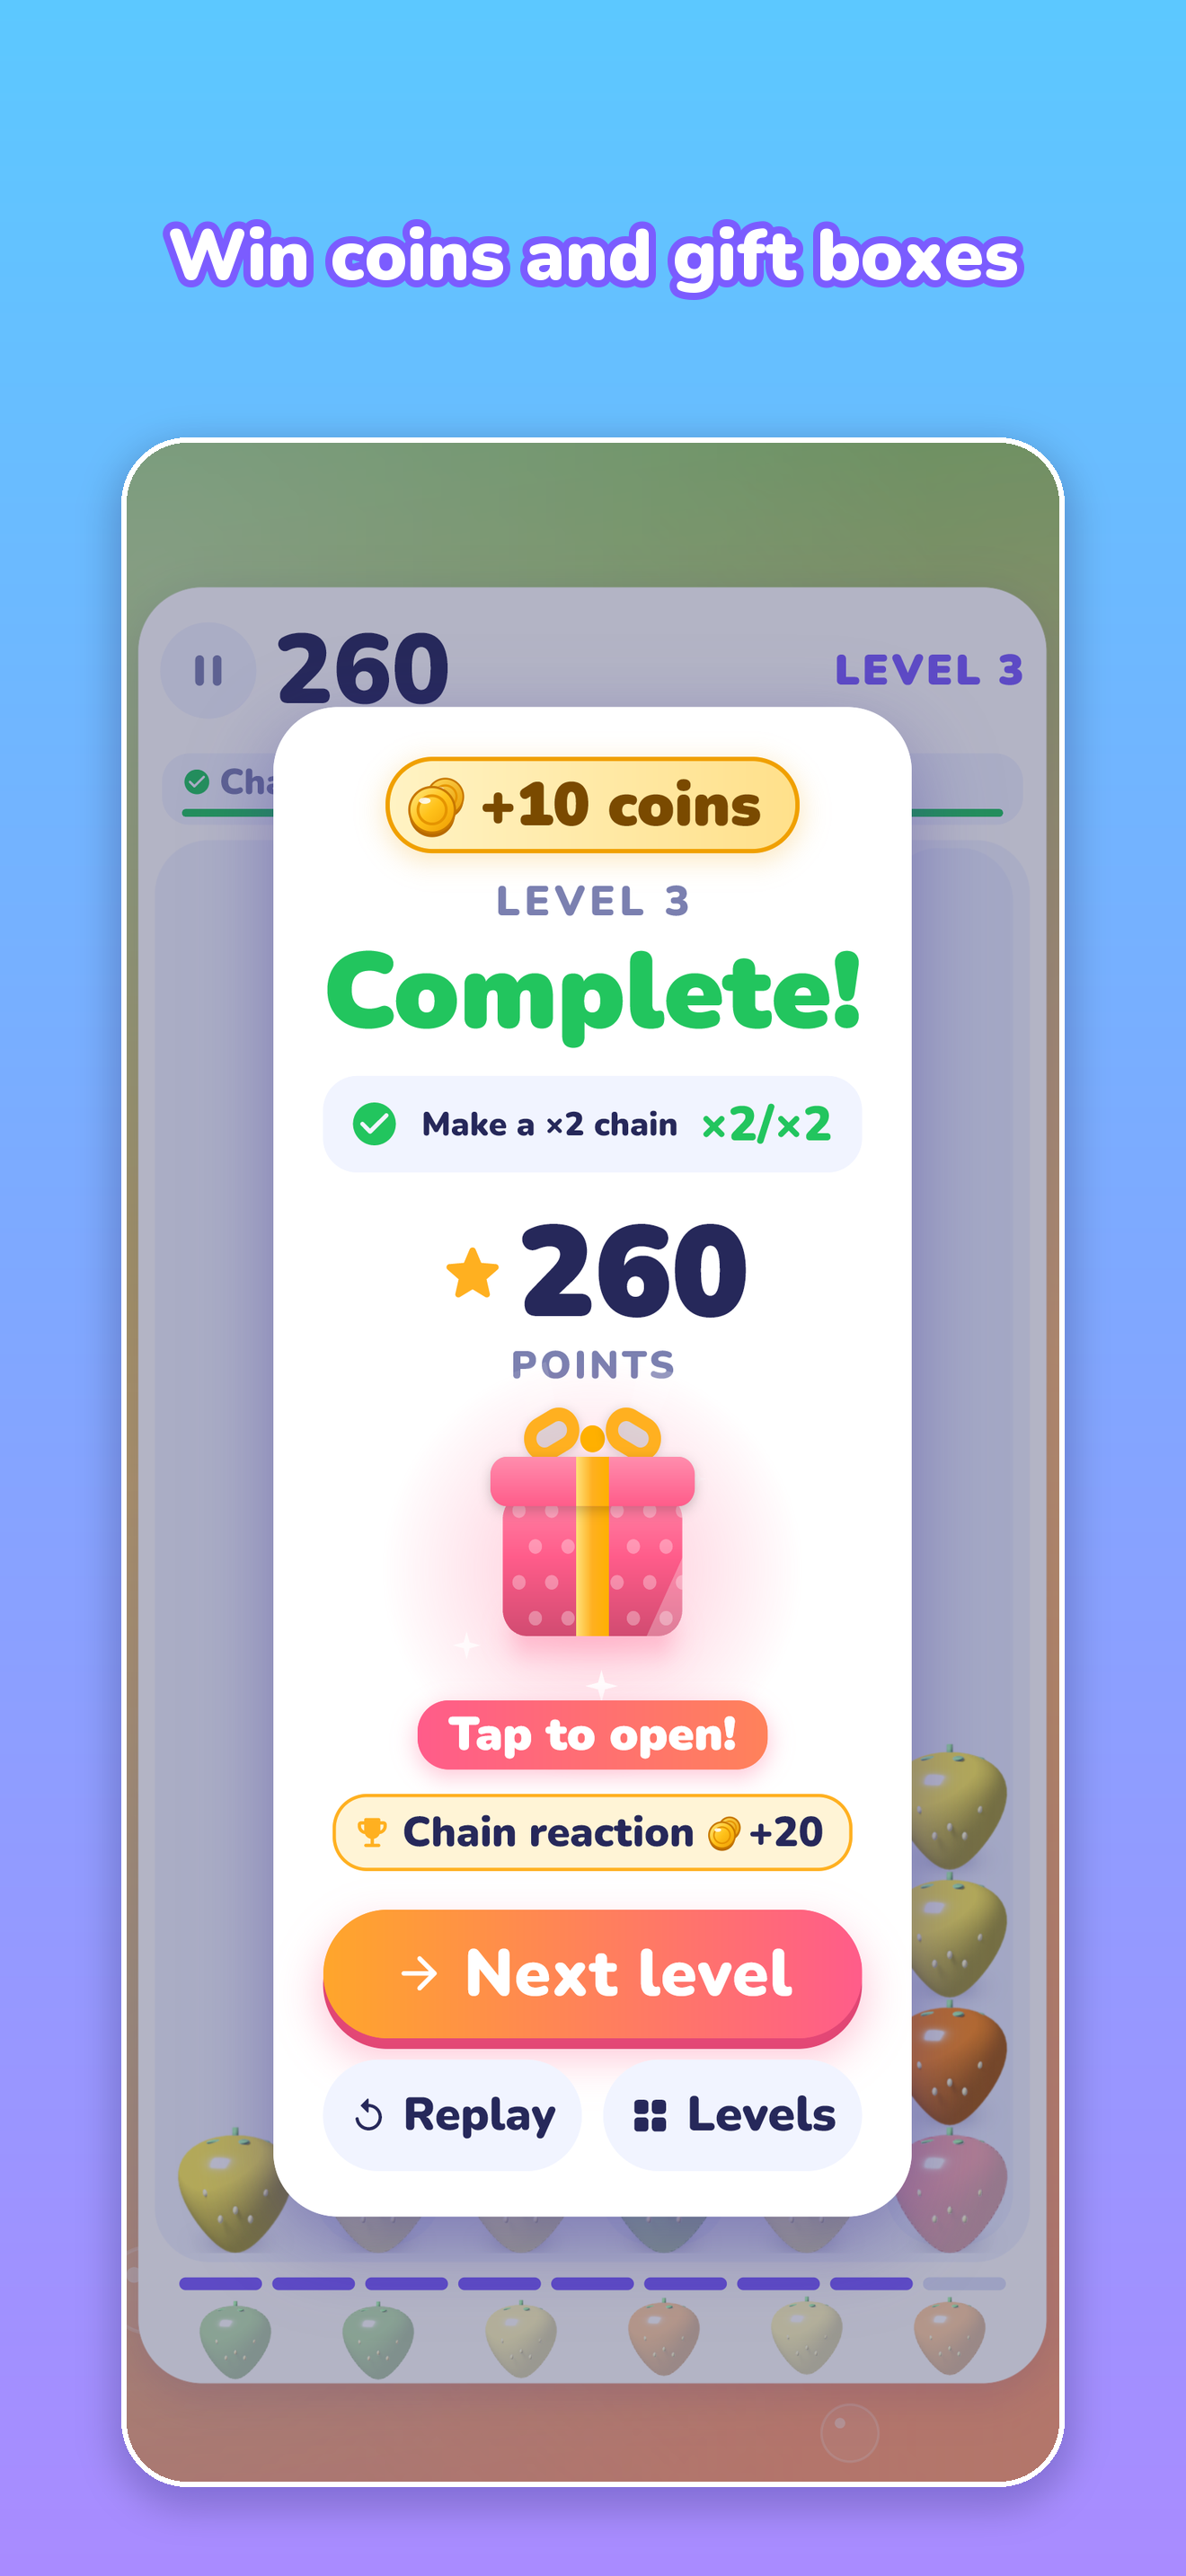 Win coins and gift boxes
260
LEVEL 3
+10 coins
LEVEL 3
Complete!
Make a ×2 chain ×2/×2
260
POINTS
Tap to open!
Chain reaction +20
Next level
Replay
Levels